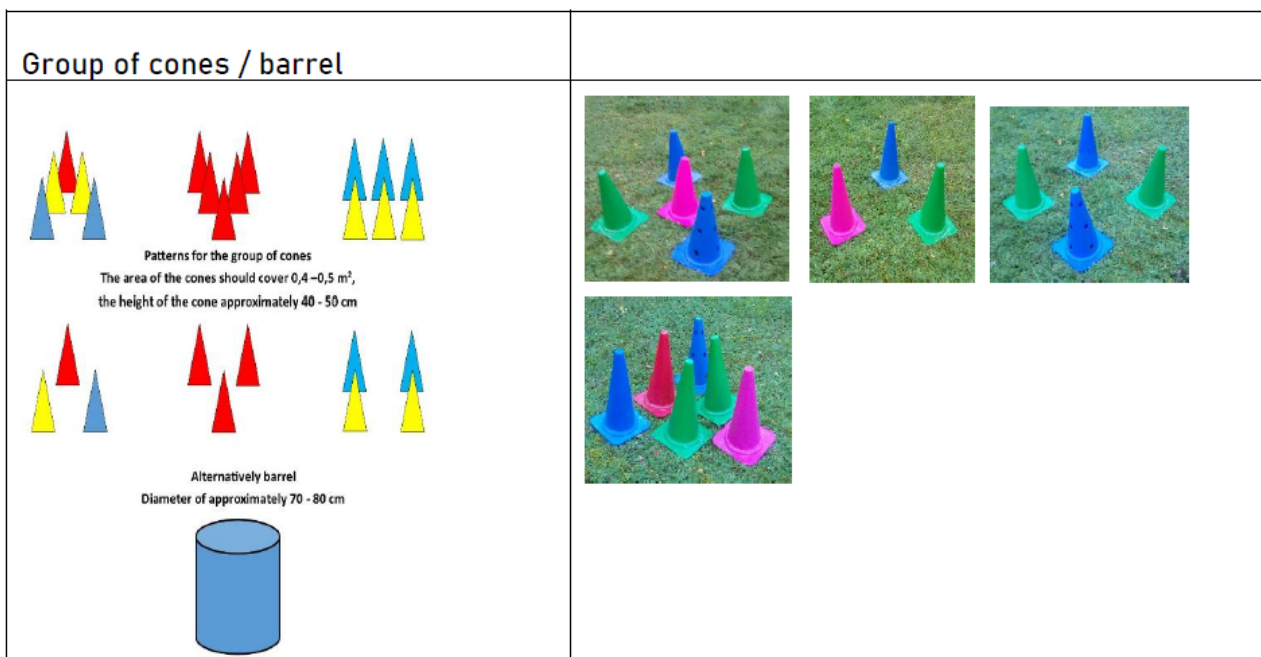 Group of cones / barrel
Patterns for the group of cones
The area of the cones should cover 0,4 –0,5 m²,
the height of the cone approximately 40 - 50 cm
Alternatively barrel
Diameter of approximately 70 - 80 cm